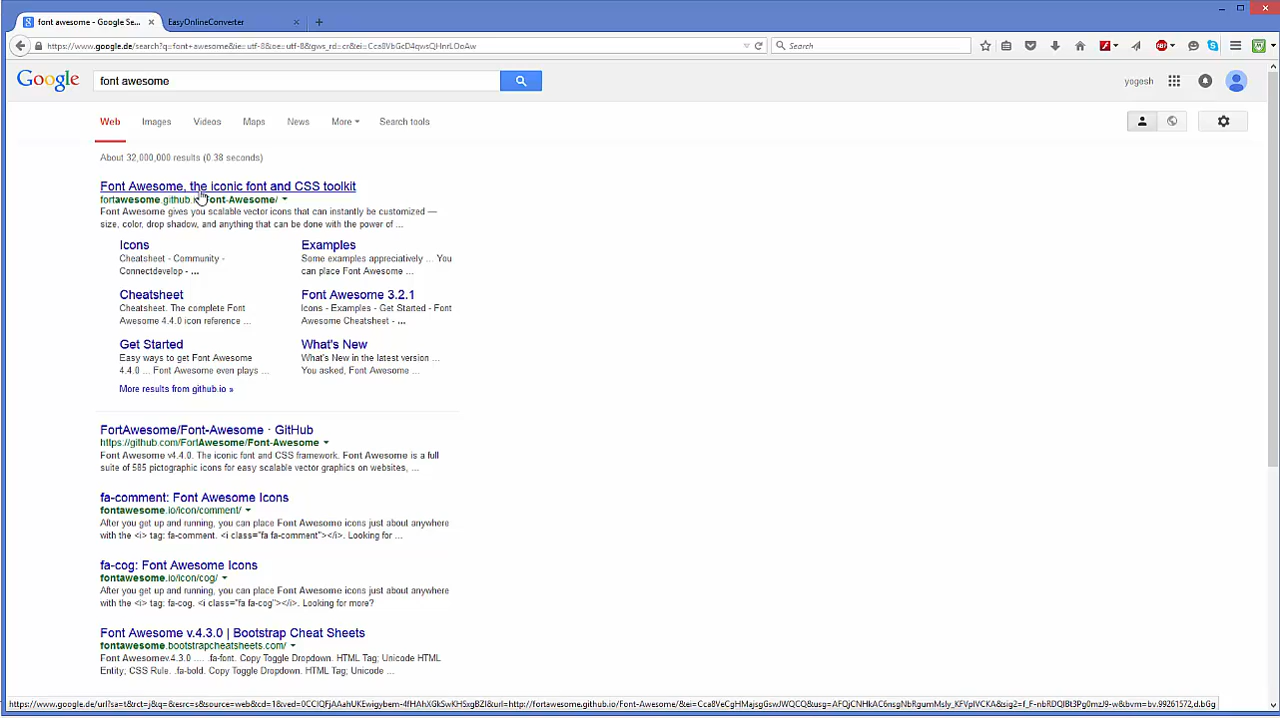 font awesome - Google Se...
EasyOnlineConverter
Search
Google
font awesome
yogesh
Web Images Videos Maps News More Search tools
About 32,000,000 results (0.38 seconds)
Font Awesome, the iconic font and CSS toolkit
Font Awesome gives you scalable vector icons that can instantly be customized —
size, color, drop shadow, and anything that can be done with the power of ...
Icons
Cheatsheet - Community -
Connectdevelop - ...
Examples
Some examples appreciatively ... You
can place Font Awesome ...
Cheatsheet
Cheatsheet. The complete Font
Awesome 4.4.0 icon reference ...
Font Awesome 3.2.1
Icons - Examples - Get Started - Font
Awesome Cheatsheet - ...
Get Started
Easy ways to get Font Awesome
4.4.0 ... Font Awesome even plays ...
What's New
What's New in the latest version ...
You asked, Font Awesome ...
More results from github.io »
FortAwesome/Font-Awesome · GitHub
https://github.com/FortAwesome/Font-Awesome
Font Awesome v4.4.0. The iconic font and CSS framework. Font Awesome is a full
suite of 585 pictographic icons for easy scalable vector graphics on websites, ...
fa-comment: Font Awesome Icons
fontawesome.io/icon/comment/
After you get up and running, you can place Font Awesome icons just about anywhere
with the <i> tag: fa-comment. <i class="fa fa-comment"></i>. Looking for ...
fa-cog: Font Awesome Icons
fontawesome.io/icon/cog/
After you get up and running, you can place Font Awesome icons just about anywhere
with the <i> tag: fa-cog. <i class="fa fa-cog"></i>. Looking for more?
Font Awesome v.4.3.0 | Bootstrap Cheat Sheets
fontawesome.bootstrapcheatsheets.com/
Font Awesomev4.3.0 .... .fa-font. Copy Toggle Dropdown. HTML Tag; Unicode HTML
Entity; CSS Rule. .fa-bold. Copy Toggle Dropdown. HTML Tag; Unicode ...